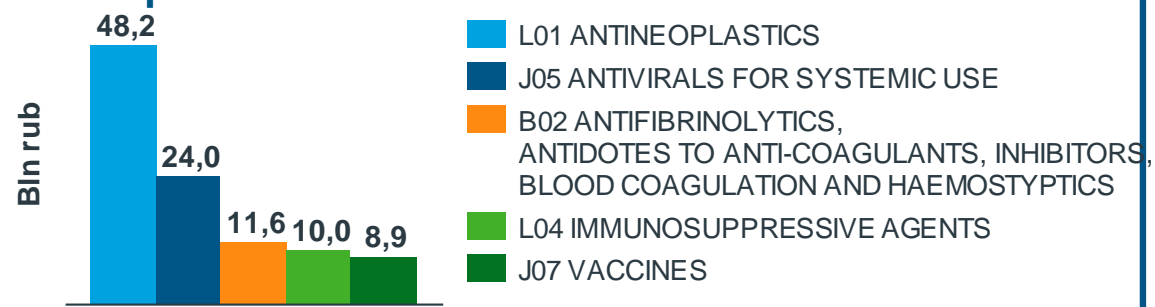 48,2
24,0
11,6
10,0
8,9
Bln rub
L01 ANTINEOPLASTICS
J05 ANTIVIRALS FOR SYSTEMIC USE
B02 ANTIFIBRINOLYTICS,
ANTIDOTES TO ANTI-COAGULANTS, INHIBITORS,
BLOOD COAGULATION AND HAEMOSTYPTICS
L04 IMMUNOSUPPRESSIVE AGENTS
J07 VACCINES